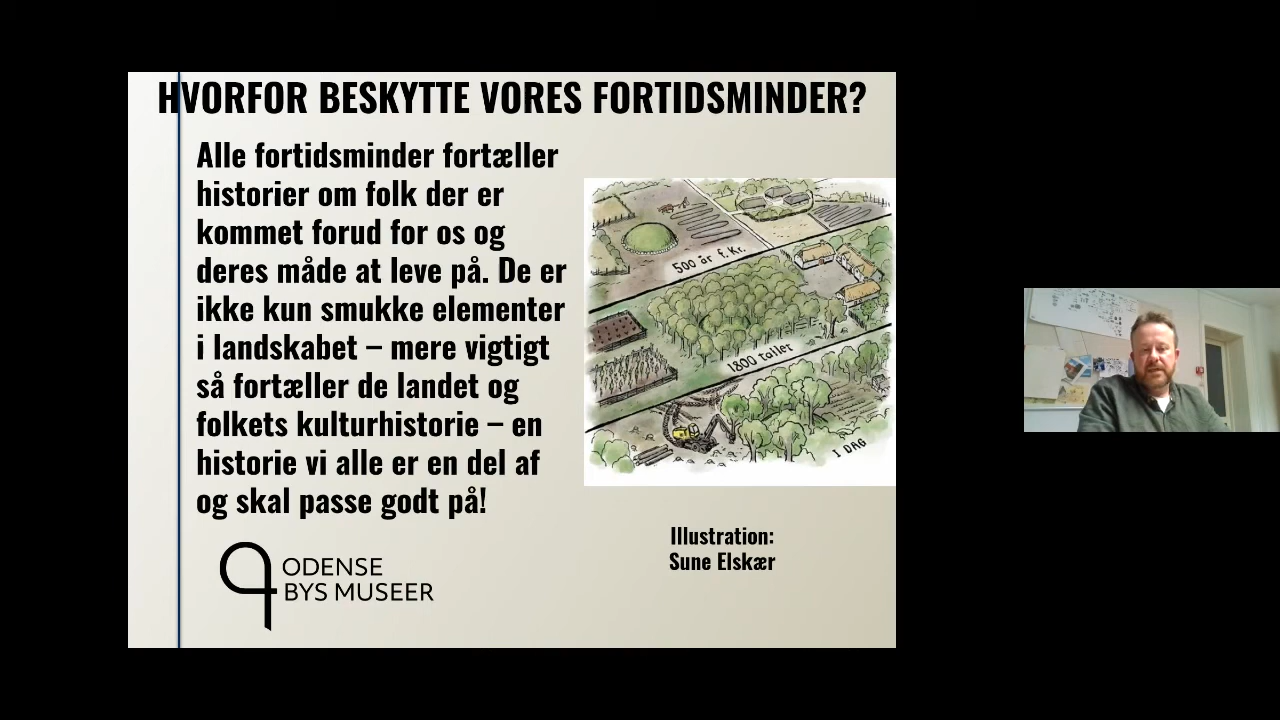 HVORFOR BESKYTTE VORES FORTIDSMINDER?
Alle fortidsminder fortæller
historier om folk der er
kommet forud for os og
deres måde at leve på. De er
ikke kun smukke elementer
i landskabet – mere vigtigt
så fortæller de landet og
folkets kulturhistorie – en
historie vi alle er en del af
og skal passe godt på!
500 år f. Kr.
1800 tallet
I DAG
Illustration:
Sune Elskær
ODENSE
BYS MUSEER